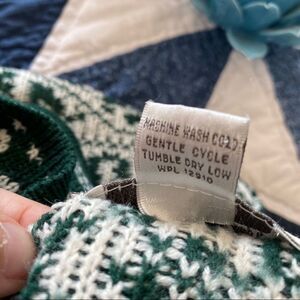 MACHINE WASH COLD
GENTLE CYCLE
TUMBLE DRY LOW
WPL 12910